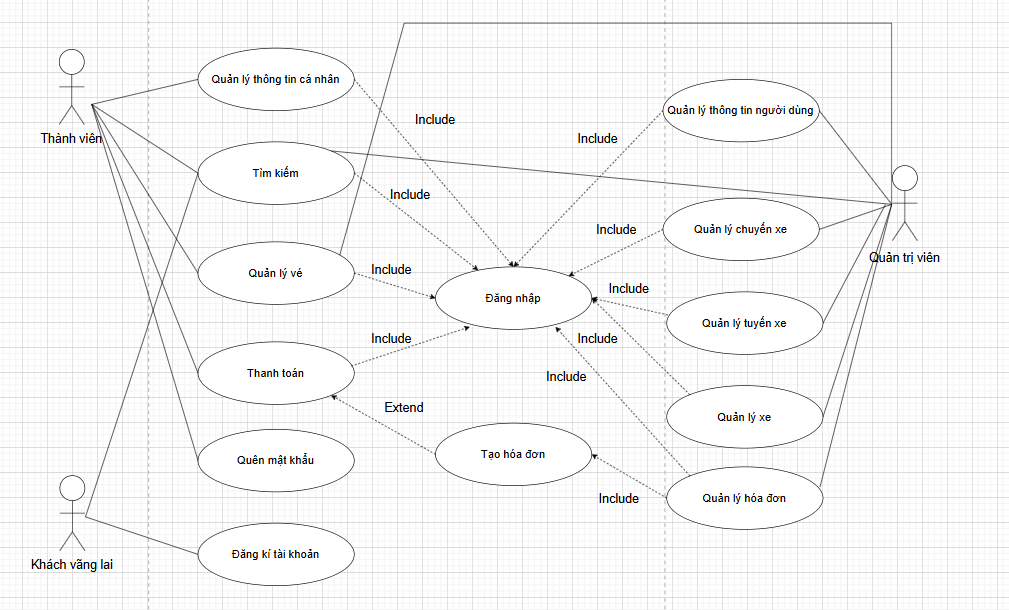 Quản lý thông tin cá nhân
Include
Quản lý thông tin người dùng
Include
Thành viên
Tìm kiếm
Include
Quản lý chuyến xe
Include
Quản trị viên
Quản lý vé
Include
Đăng nhập
Include
Quản lý tuyến xe
Include
Include
Thanh toán
Include
Extend
Quản lý xe
Quên mật khẩu
Tạo hóa đơn
Include
Quản lý hóa đơn
Đăng kí tài khoản
Khách vãng lai